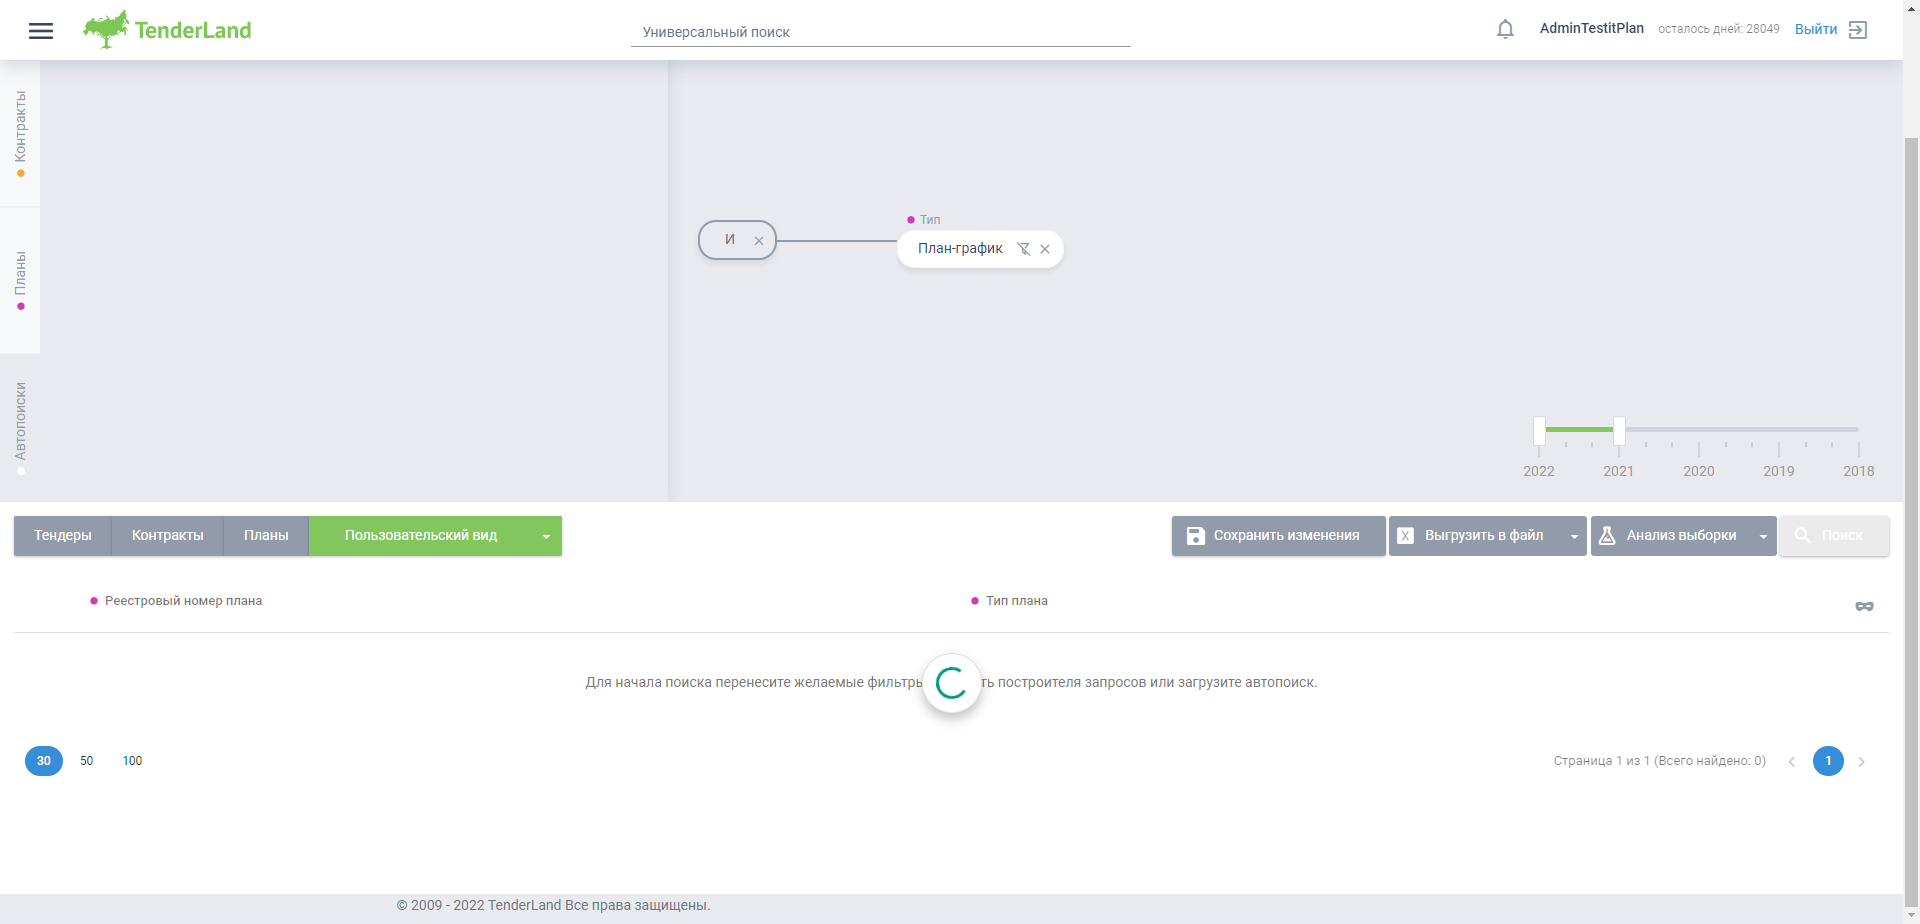 TenderLand
Универсальный поиск
AdminTestitPlan
осталось дней: 28049
Выйти
Контракты
Планы
Автопоиски
И
Тип
План-график
2022
2021
2020
2019
2018
Тендеры
Контракты
Планы
Пользовательский вид
Сохранить изменения
X
Выгрузить в файл
Анализ выборки
Поиск
Реестровый номер плана
Тип плана
Для начала поиска перенесите желаемые фильтры построителя запросов или загрузите автопоиск.
30
50
100
Страница 1 из 1 (Всего найдено: 0)
1
© 2009 - 2022 TenderLand Все права защищены.